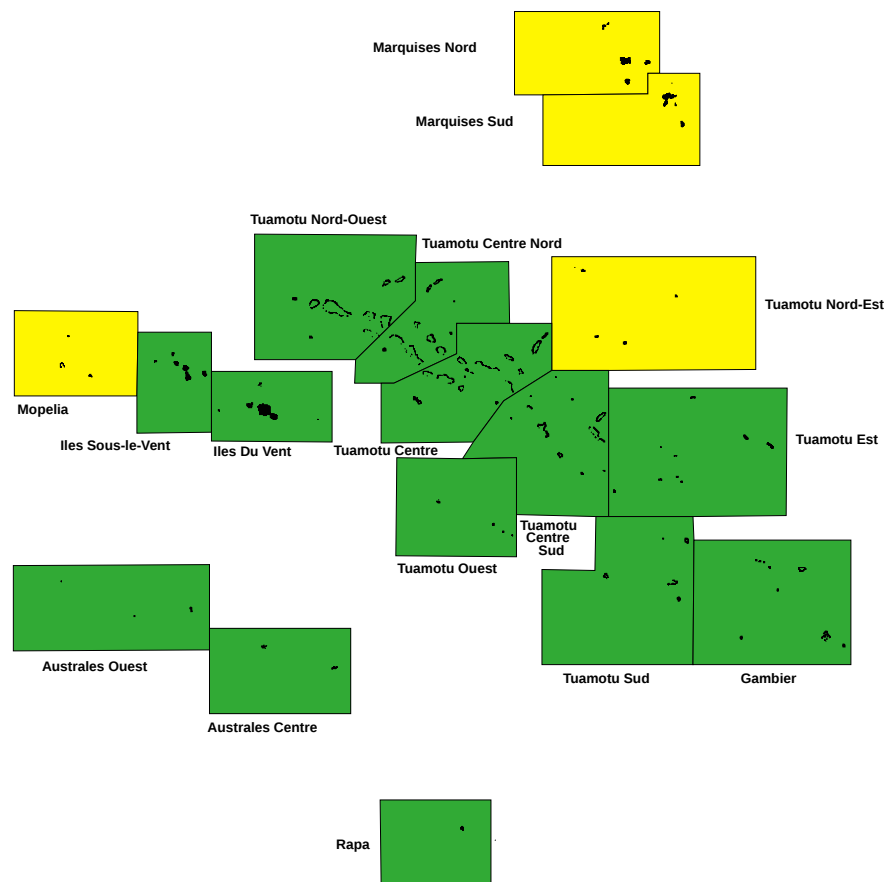 Marquises Nord
Marquises Sud
Tuamotu Nord-Ouest
Tuamotu Centre Nord
Tuamotu Nord-Est
Mopelia
Iles Sous-le-Vent
Iles Du Vent
Tuamotu Centre
Tuamotu Est
Tuamotu
Centre
Sud
Tuamotu Ouest
Australes Ouest
Tuamotu Sud
Gambier
Australes Centre
Rapa